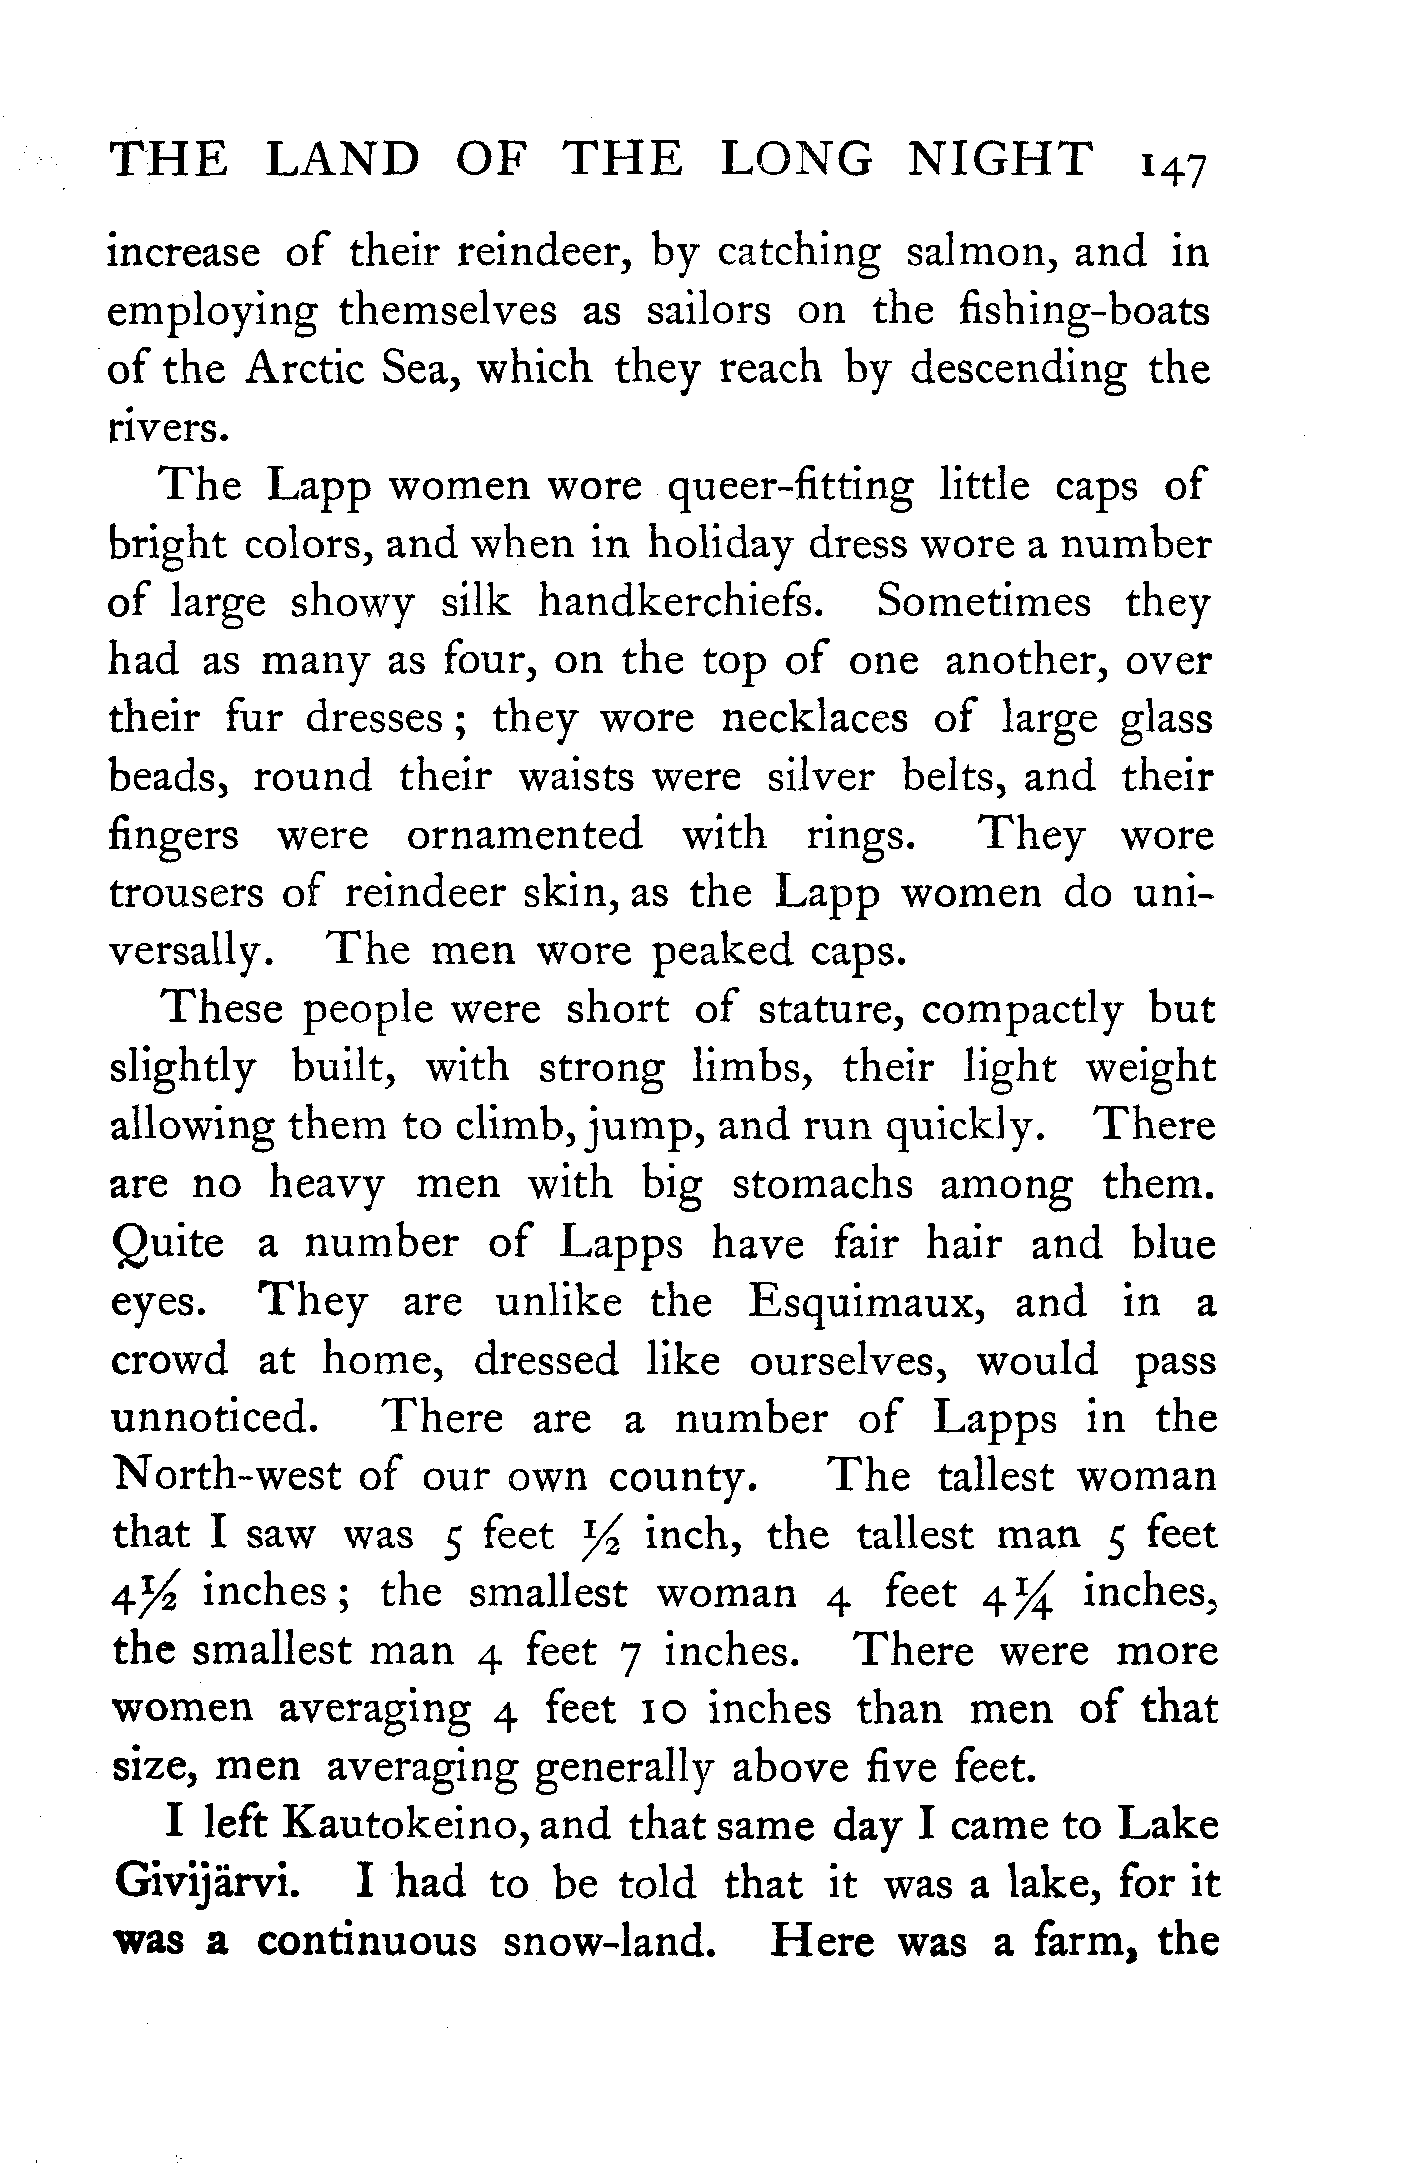 THE LAND OF THE LONG NIGHT 147
increase of their reindeer, by catching salmon, and in
employing themselves as sailors on the fishing-boats
of the Arctic Sea, which they reach by descending the
rivers.
The Lapp women wore queer-fitting little caps of
bright colors, and when in holiday dress wore a number
of large showy silk handkerchiefs. Sometimes they
had as many as four, on the top of one another, over
their fur dresses ; they wore necklaces of large glass
beads, round their waists were silver belts, and their
fingers were ornamented with rings. They wore
trousers of reindeer skin, as the Lapp women do uni-
versally. The men wore peaked caps.
These people were short of stature, compactly but
slightly built, with strong limbs, their light weight
allowing them to climb, jump, and run quickly. There
are no heavy men with big stomachs among them.
Quite a number of Lapps have fair hair and blue
eyes. They are unlike the Esquimaux, and in a
crowd at home, dressed like ourselves, would pass
unnoticed. There are a number of Lapps in the
North-west of our own county. The tallest woman
that I saw was 5 feet ½ inch, the tallest man 5 feet
4½ inches ; the smallest woman 4 feet 4¼ inches,
the smallest man 4 feet 7 inches. There were more
women averaging 4 feet 10 inches than men of that
size, men averaging generally above five feet.
I left Kautokeino, and that same day I came to Lake
Givijärvi. I had to be told that it was a lake, for it
was a continuous snow-land. Here was a farm, the